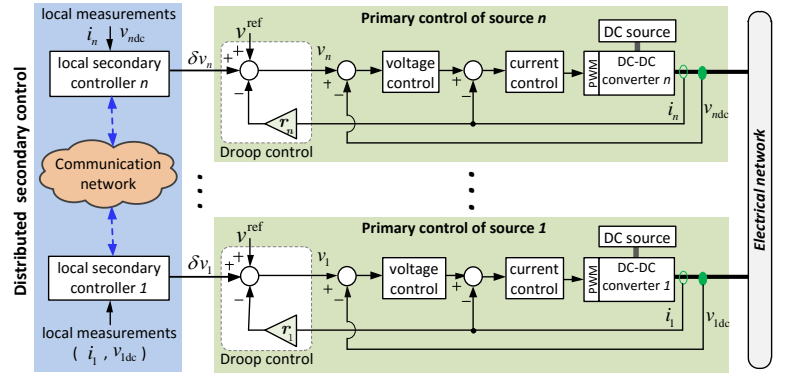 Distributed secondary control
local measurements
i_n v_ndc
local secondary
controller n
Communication
network
local secondary
controller 1
local measurements
( i_1 , v_1dc )
Primary control of source n
δv_n
v^ref
+
+
−
v_n
+
−
voltage
control
+
−
current
control
PWM
DC source
DC-DC
converter n
i_n
v_ndc
r_n
Droop control
Primary control of source 1
δv_1
v^ref
+
+
−
v_1
+
−
voltage
control
+
−
current
control
PWM
DC source
DC-DC
converter 1
i_1
v_1dc
r_1
Droop control
Electrical network